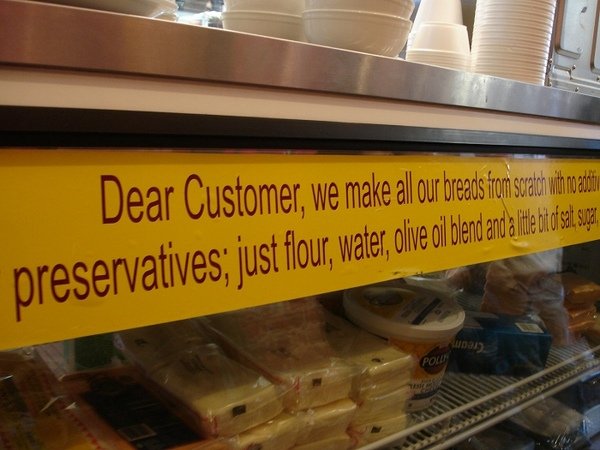 Dear Customer, we make all our breads from scratch with no additiv
preservatives; just flour, water, olive oil blend and a little bit of salt, sugar,
POLLY
Cream